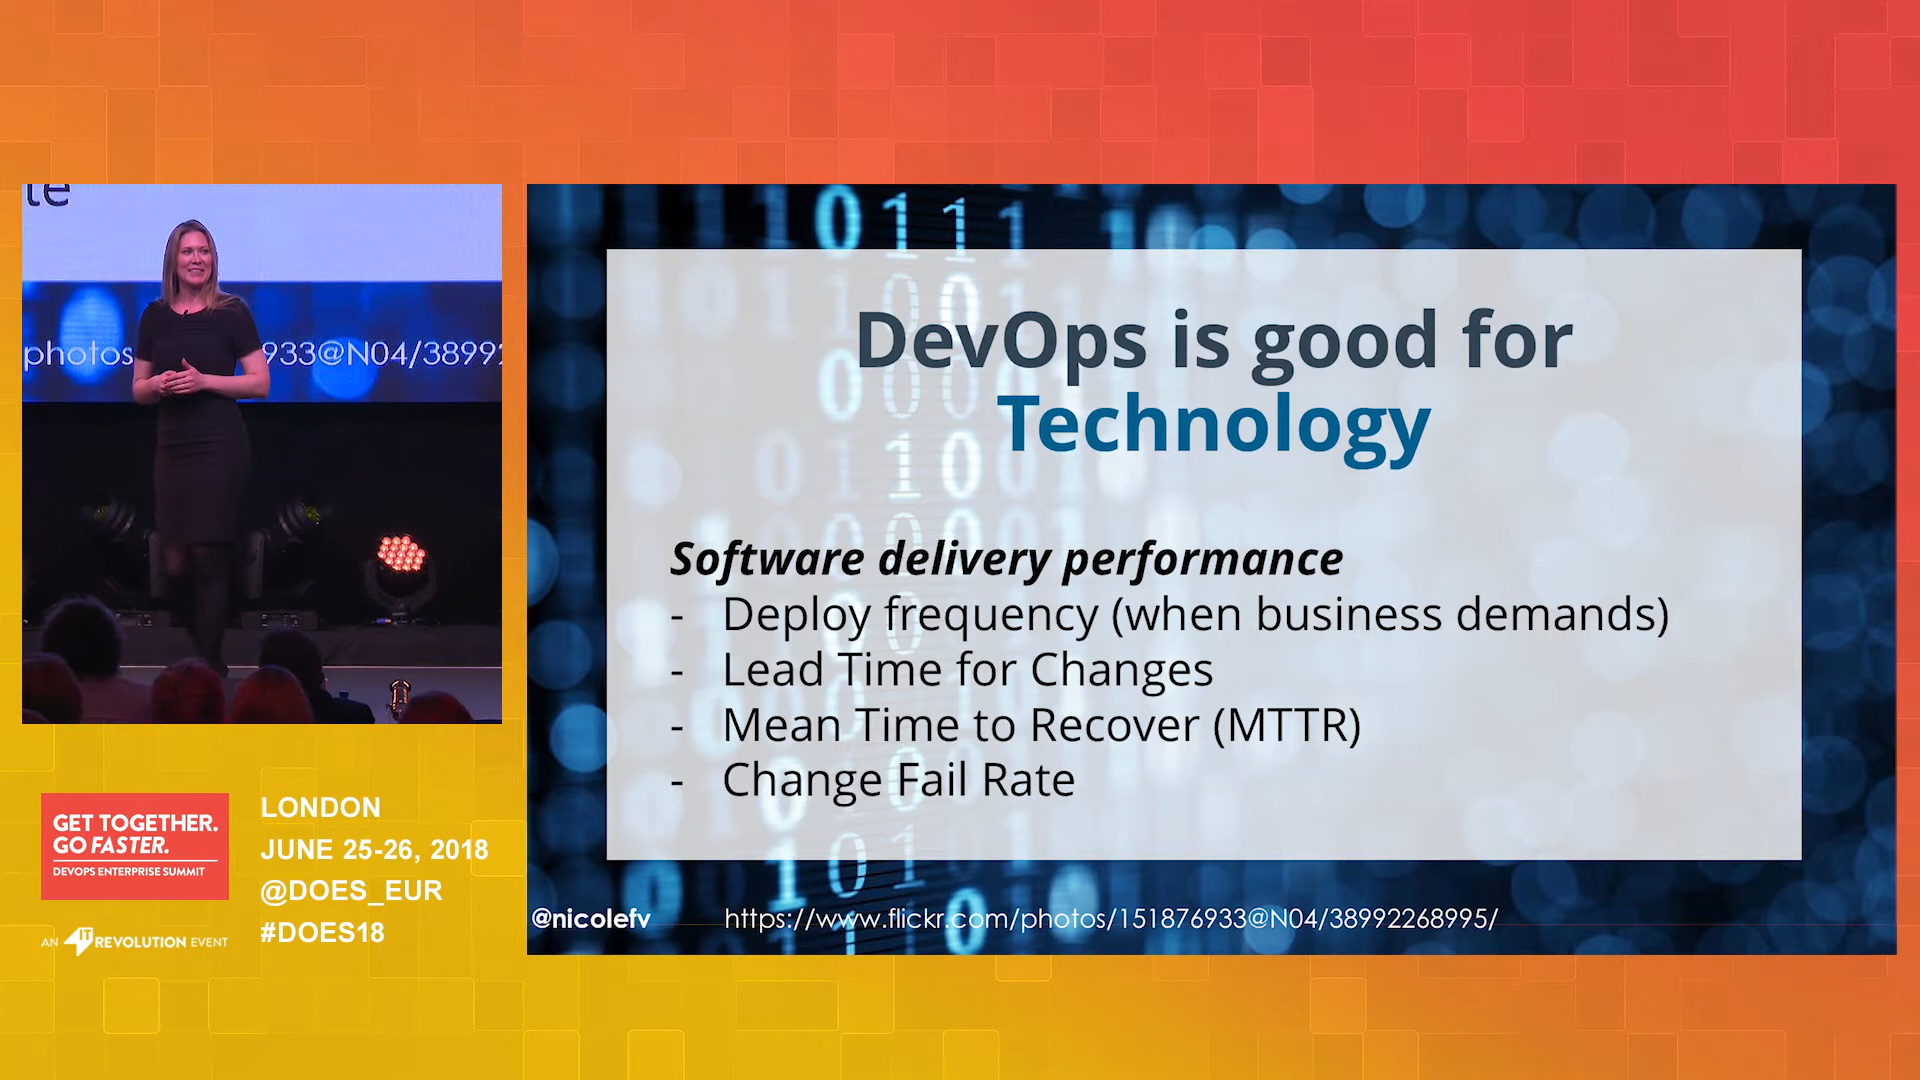 te
photos 933@N04/3899
DevOps is good for
Technology
Software delivery performance
- Deploy frequency (when business demands)
- Lead Time for Changes
- Mean Time to Recover (MTTR)
- Change Fail Rate
@nicolefv https://www.flickr.com/photos/151876933@N04/38992268995/
GET TOGETHER.
GO FASTER.
DEVOPS ENTERPRISE SUMMIT
AN IT REVOLUTION EVENT
LONDON
JUNE 25-26, 2018
@DOES_EUR
#DOES18